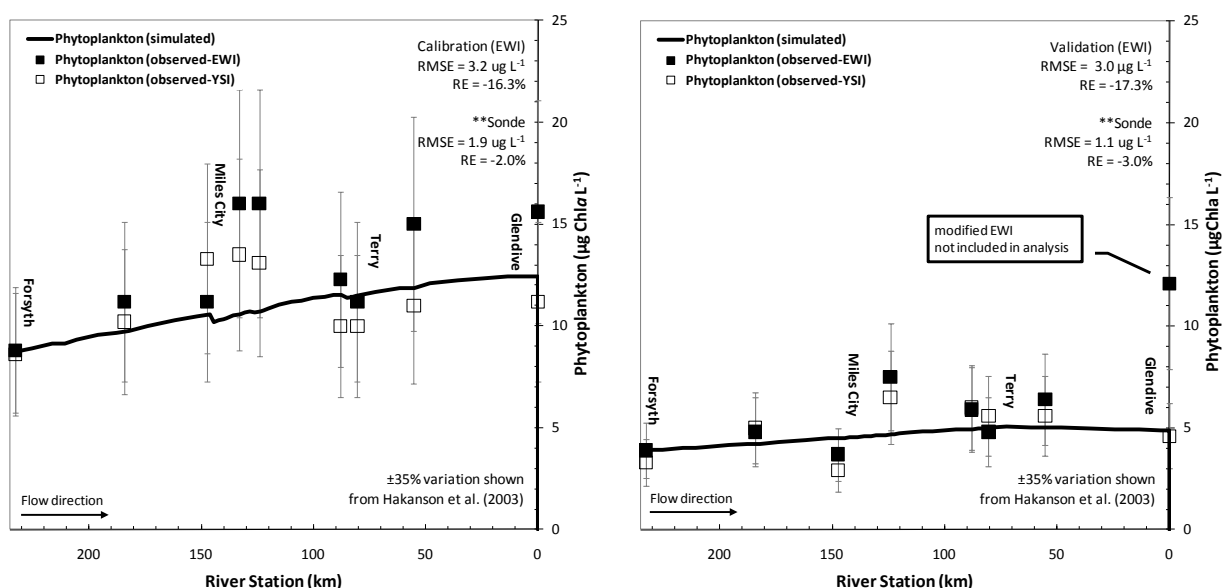 Phytoplankton (simulated)
Phytoplankton (observed-EWI)
Phytoplankton (observed-YSI)
Calibration (EWI)
RMSE = 3.2 ug L⁻¹
RE = -16.3%
**Sonde
RMSE = 1.9 ug L⁻¹
RE = -2.0%
Forsyth
Miles City
Terry
Glendive
±35% variation shown
from Hakanson et al. (2003)
Flow direction
25
20
15
10
5
0
Phytoplankton (µg Chla L⁻¹)
200
150
100
50
0
River Station (km)
Phytoplankton (simulated)
Phytoplankton (observed-EWI)
Phytoplankton (observed-YSI)
Validation (EWI)
RMSE = 3.0 µg L⁻¹
RE = -17.3%
**Sonde
RMSE = 1.1 ug L⁻¹
RE = -3.0%
modified EWI
not included in analysis
Forsyth
Miles City
Terry
Glendive
±35% variation shown
from Hakanson et al. (2003)
Flow direction
25
20
15
10
5
0
Phytoplankton (µg Chla L⁻¹)
200
150
100
50
0
River Station (km)